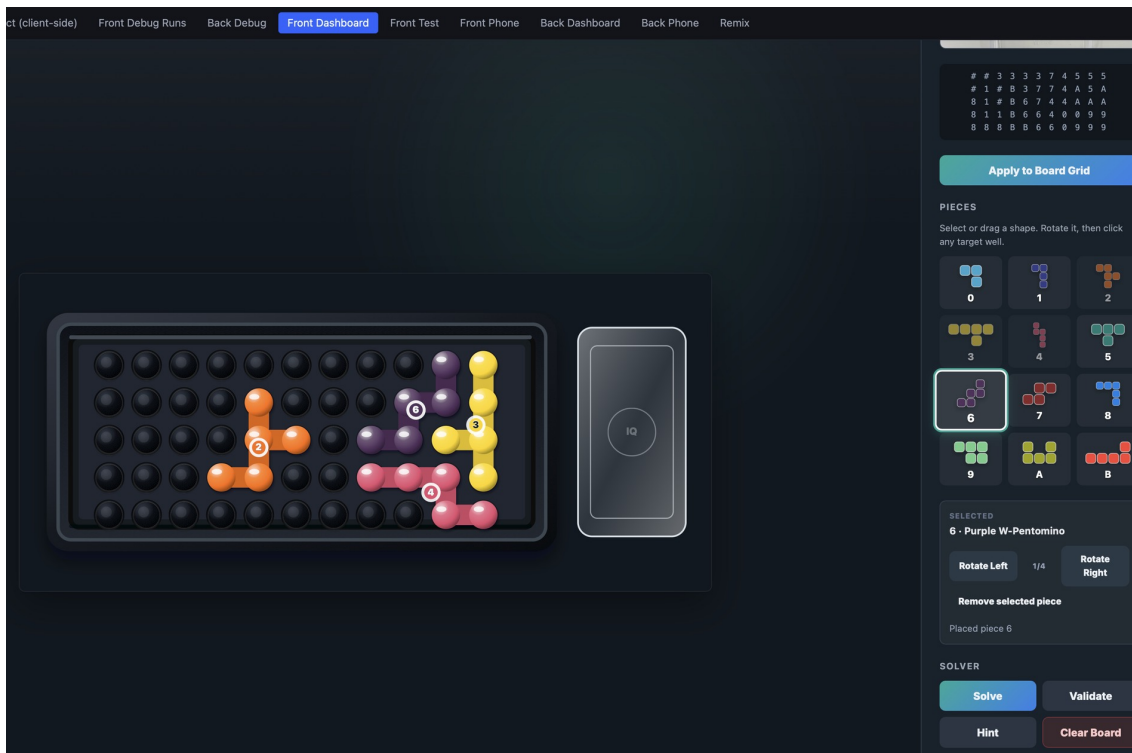 ct (client-side) Front Debug Runs Back Debug Front Dashboard Front Test Front Phone Back Dashboard Back Phone Remix
# # 3 3 3 3 7 4 5 5 5
# 1 # B 3 7 7 4 A 5 A
8 1 # B 6 7 4 4 A A A
8 1 1 B 6 6 4 0 0 9 9
8 8 8 B B 6 6 0 9 9 9
Apply to Board Grid
PIECES
Select or drag a shape. Rotate it, then click
any target well.
0 1 2
3 4 5
6 7 8
9 A B
6
3
2
4
IQ
SELECTED
6 · Purple W-Pentomino
Rotate Left 1/4 Rotate
Right
Remove selected piece
Placed piece 6
SOLVER
Solve Validate
Hint Clear Board